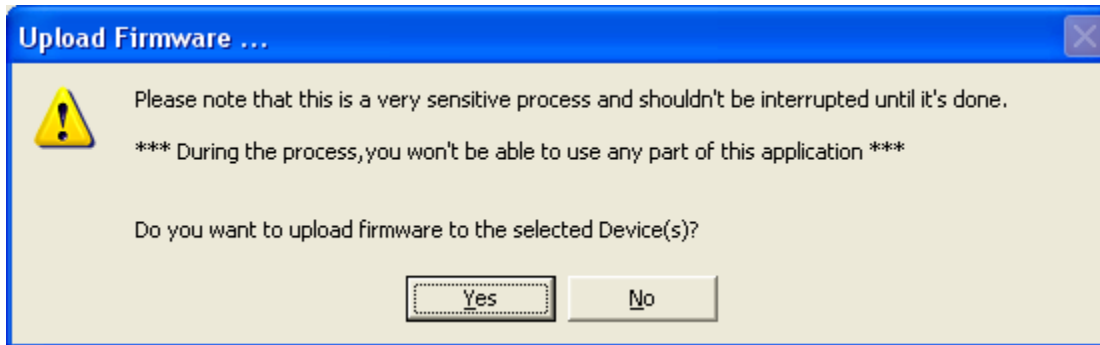 Upload Firmware ...
Please note that this is a very sensitive process and shouldn't be interrupted until it's done.
*** During the process,you won't be able to use any part of this application ***
Do you want to upload firmware to the selected Device(s)?
Yes No